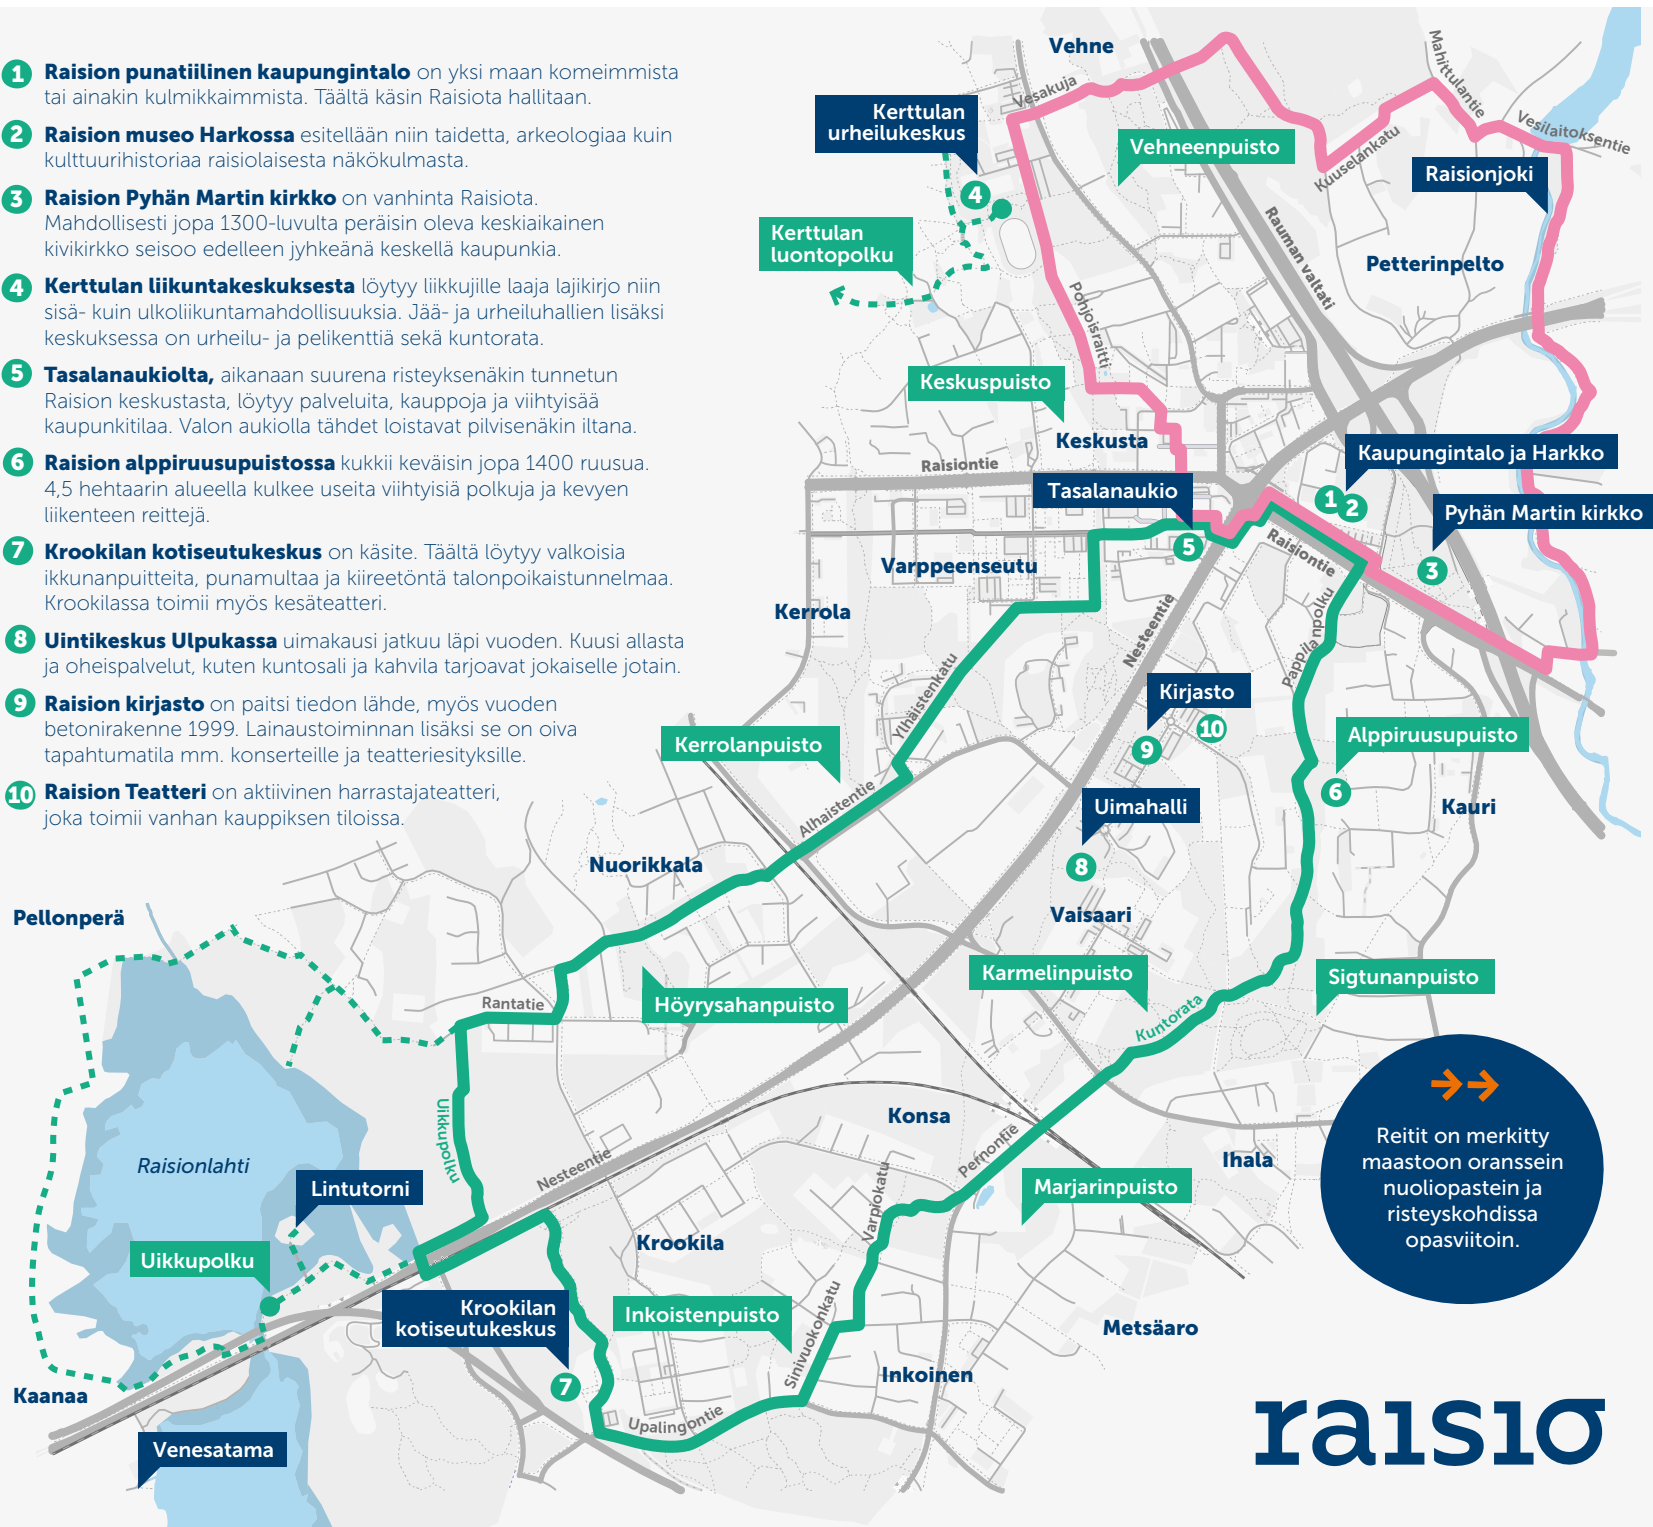 1 Raision punatiilinen kaupungintalo on yksi maan komeimmista
tai ainakin kulmikkaimmista. Täältä käsin Raisiota hallitaan.
2 Raision museo Harkossa esitellään niin taidetta, arkeologiaa kuin
kulttuurihistoriaa raisiolaisesta näkökulmasta.
3 Raision Pyhän Martin kirkko on vanhinta Raisiota.
Mahdollisesti jopa 1300-luvulta peräisin oleva keskiaikainen
kivikirkko seisoo edelleen jyhkeänä keskellä kaupunkia.
4 Kerttulan liikuntakeskuksesta löytyy liikkujille laaja lajikirjo niin
sisä- kuin ulkoliikuntamahdollisuuksia. Jää- ja urheiluhallien lisäksi
keskuksessa on urheilu- ja pelikenttiä sekä kuntorata.
5 Tasalanaukiolta, aikanaan suurena risteyksenäkin tunnetun
Raision keskustasta, löytyy palveluita, kauppoja ja viihtyisää
kaupunkitilaa. Valon aukiolla tähdet loistavat pilvisenäkin iltana.
6 Raision alppiruusupuistossa kukkii keväisin jopa 1400 ruusua.
4,5 hehtaarin alueella kulkee useita viihtyisiä polkuja ja kevyen
liikenteen reittejä.
7 Krookilan kotiseutukeskus on käsite. Täältä löytyy valkoisia
ikkunanpuitteita, punamultaa ja kiireetöntä talonpoikaistunnelmaa.
Krookilassa toimii myös kesäteatteri.
8 Uintikeskus Ulpukassa uimakausi jatkuu läpi vuoden. Kuusi allasta
ja oheispalvelut, kuten kuntosali ja kahvila tarjoavat jokaiselle jotain.
9 Raision kirjasto on paitsi tiedon lähde, myös vuoden
betonirakenne 1999. Lainaustoiminnan lisäksi se on oiva
tapahtumatila mm. konserteille ja teatteriesityksille.
10 Raision Teatteri on aktiivinen harrastajateatteri,
joka toimii vanhan kauppiksen tiloissa.
Vehne
Vesakuja
Mahittulantie
Vesilaitoksentie
Kerttulan
urheilukeskus
Vehneenpuisto
Kuuselankatu
Raisionjoki
4
Kerttulan
luontopolku
Rauman valtati
Petterinpelto
Pohjoisraitti
Keskuspuisto
Keskusta
Raisiontie
Kaupungintalo ja Harkko
Tasalanaukio
1
2
Pyhän Martin kirkko
5
Raisiontie
3
Varppeenseutu
Kerrola
Nesteentie
Pappilanpolku
Ylhäistenkatu
Kirjasto
10
9
Kerrolanpuisto
Alppiruusupuisto
6
Alhaistentie
Uimahalli
Kauri
8
Nuorikkala
Vaisaari
Pellonperä
Karmelinpuisto
Sigtunanpuisto
Rantatie
Höyrysahanpuisto
Kuntorata
Uikkupolku
Konsa
Pernontie
Raisionlahti
Nesteentie
Ihala
Lintutorni
Varpiokatu
Marjarinpuisto
Krookila
Uikkupolku
Krookilan
kotiseutukeskus
Inkoistenpuisto
Sinivuokonkatu
Metsäaro
7
Inkoinen
Kaanaa
Upalingontie
Venesatama
Reitit on merkitty
maastoon oranssein
nuoliopastein ja
risteyskohdissa
opasviitoin.
raisio